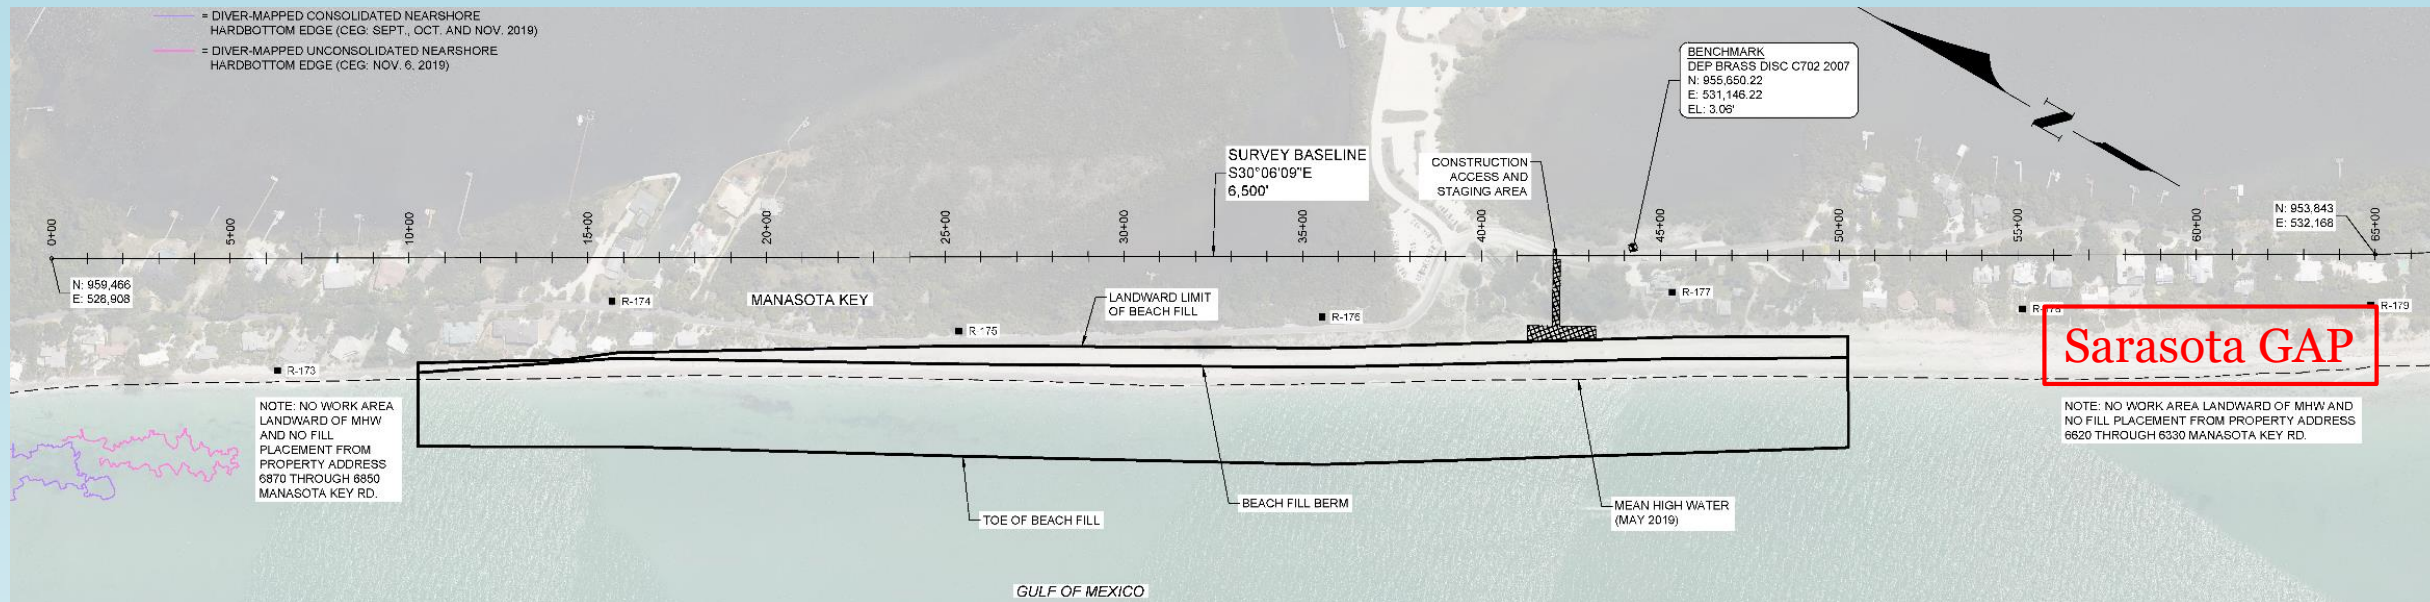 = DIVER-MAPPED CONSOLIDATED NEARSHORE
HARDBOTTOM EDGE (CEG: SEPT., OCT. AND NOV. 2019)
= DIVER-MAPPED UNCONSOLIDATED NEARSHORE
HARDBOTTOM EDGE (CEG: NOV. 6, 2019)
BENCHMARK
DEP BRASS DISC C702 2007
N: 955,650.22
E: 531,146.22
EL: 3.06'
N
SURVEY BASELINE
S30°06'09"E
6,500'
CONSTRUCTION
ACCESS AND
STAGING AREA
N: 953,843
E: 532,168
0+00
5+00
10+00
15+00
20+00
25+00
30+00
35+00
40+00
45+00
50+00
55+00
60+00
65+00
N: 959,466
E: 528,908
R-174
MANASOTA KEY
LANDWARD LIMIT
OF BEACH FILL
R-175
R-176
R-177
R-178
R-179
R-173
Sarasota GAP
NOTE: NO WORK AREA
LANDWARD OF MHW
AND NO FILL
PLACEMENT FROM
PROPERTY ADDRESS
6870 THROUGH 6850
MANASOTA KEY RD.
NOTE: NO WORK AREA LANDWARD OF MHW AND
NO FILL PLACEMENT FROM PROPERTY ADDRESS
6620 THROUGH 6330 MANASOTA KEY RD.
TOE OF BEACH FILL
BEACH FILL BERM
MEAN HIGH WATER
(MAY 2019)
GULF OF MEXICO